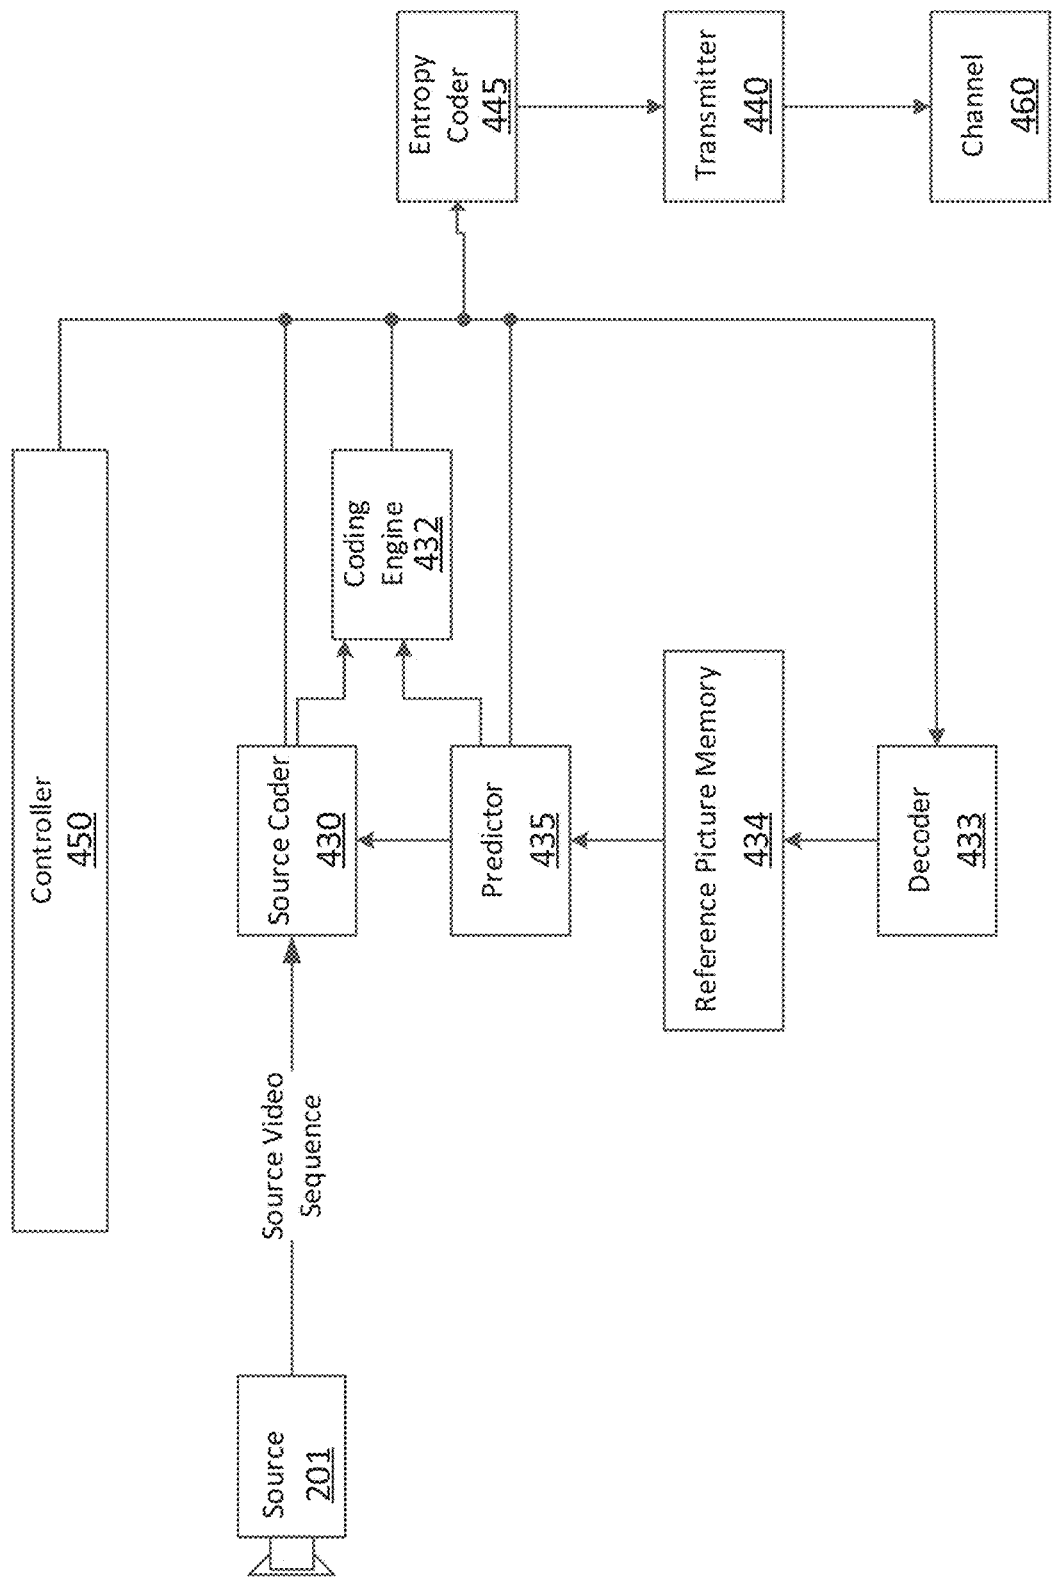 Controller
450
Source
201
Source Video
Sequence
Source Coder
430
Coding
Engine
432
Predictor
435
Reference Picture Memory
434
Decoder
433
Entropy
Coder
445
Transmitter
440
Channel
460